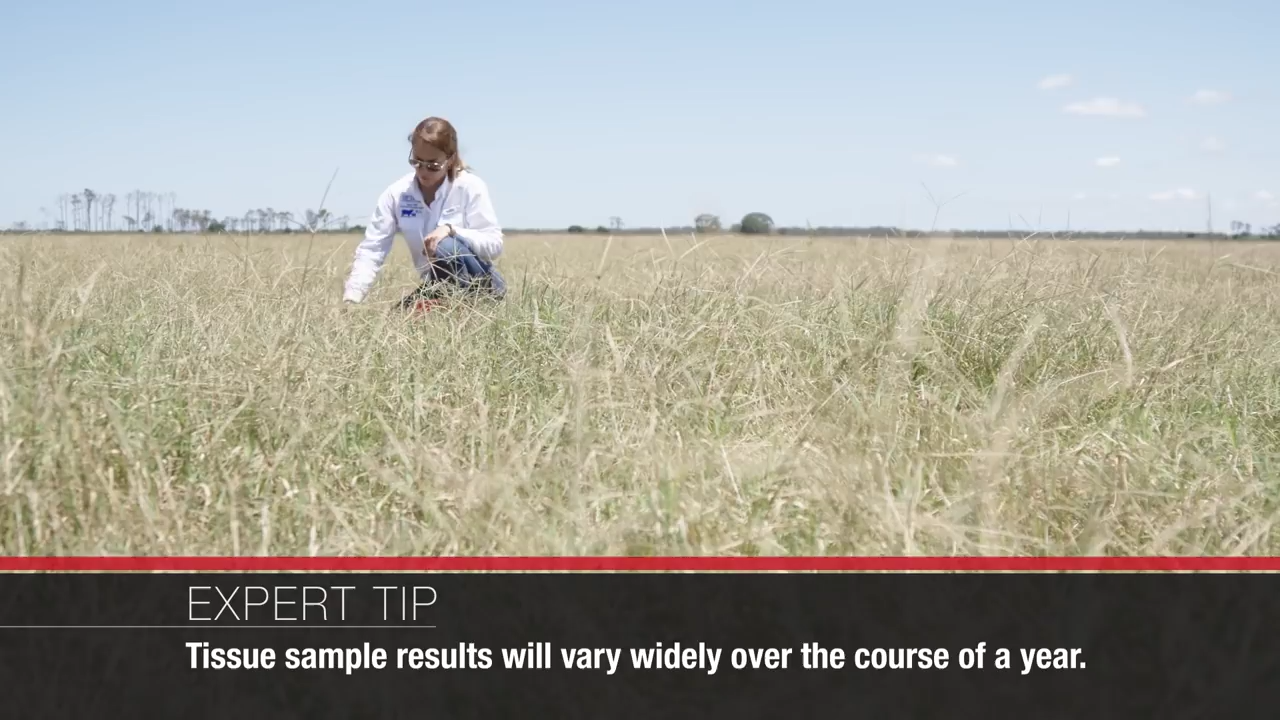 EXPERT TIP
Tissue sample results will vary widely over the course of a year.